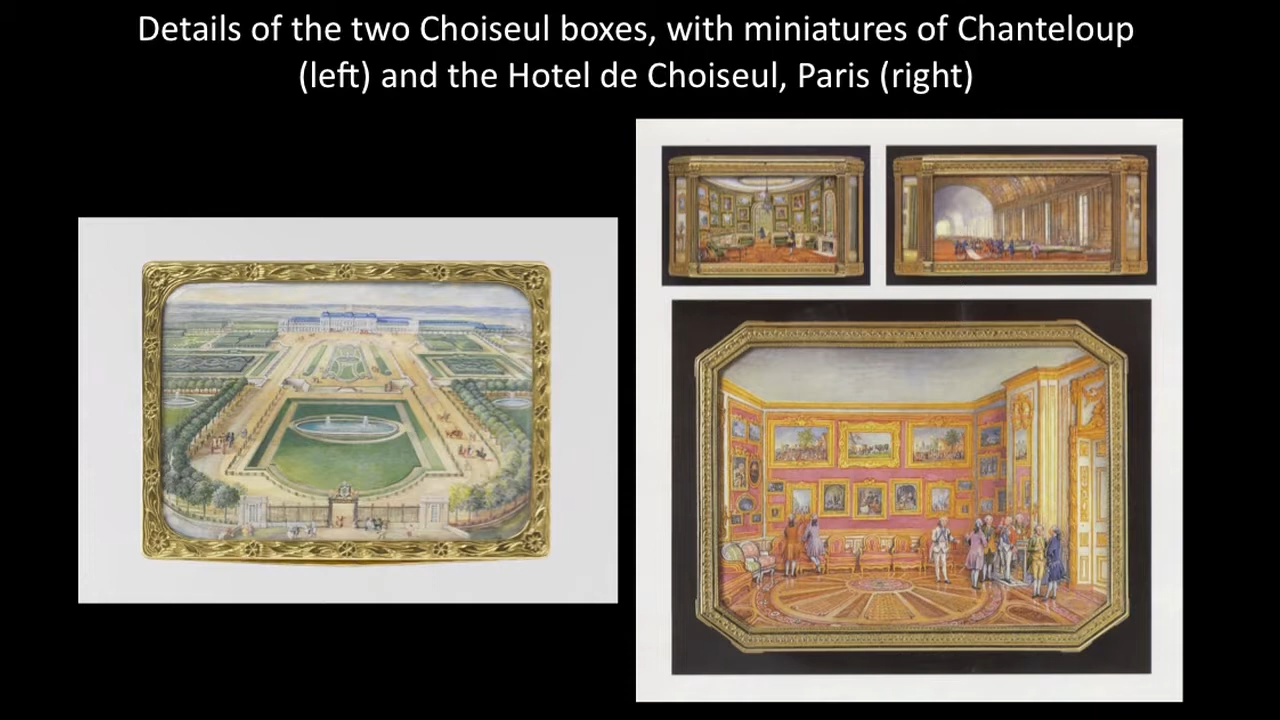 Details of the two Choiseul boxes, with miniatures of Chanteloup
(left) and the Hotel de Choiseul, Paris (right)